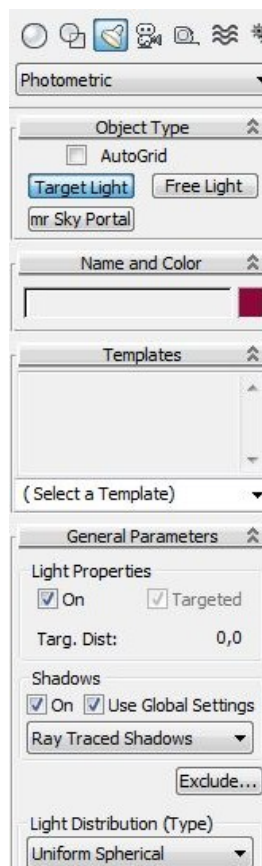 Photometric
Object Type
AutoGrid
Target Light Free Light
mr Sky Portal
Name and Color
Templates
( Select a Template)
General Parameters
Light Properties
On Targeted
Targ. Dist: 0,0
Shadows
On Use Global Settings
Ray Traced Shadows
Exclude...
Light Distribution (Type)
Uniform Spherical